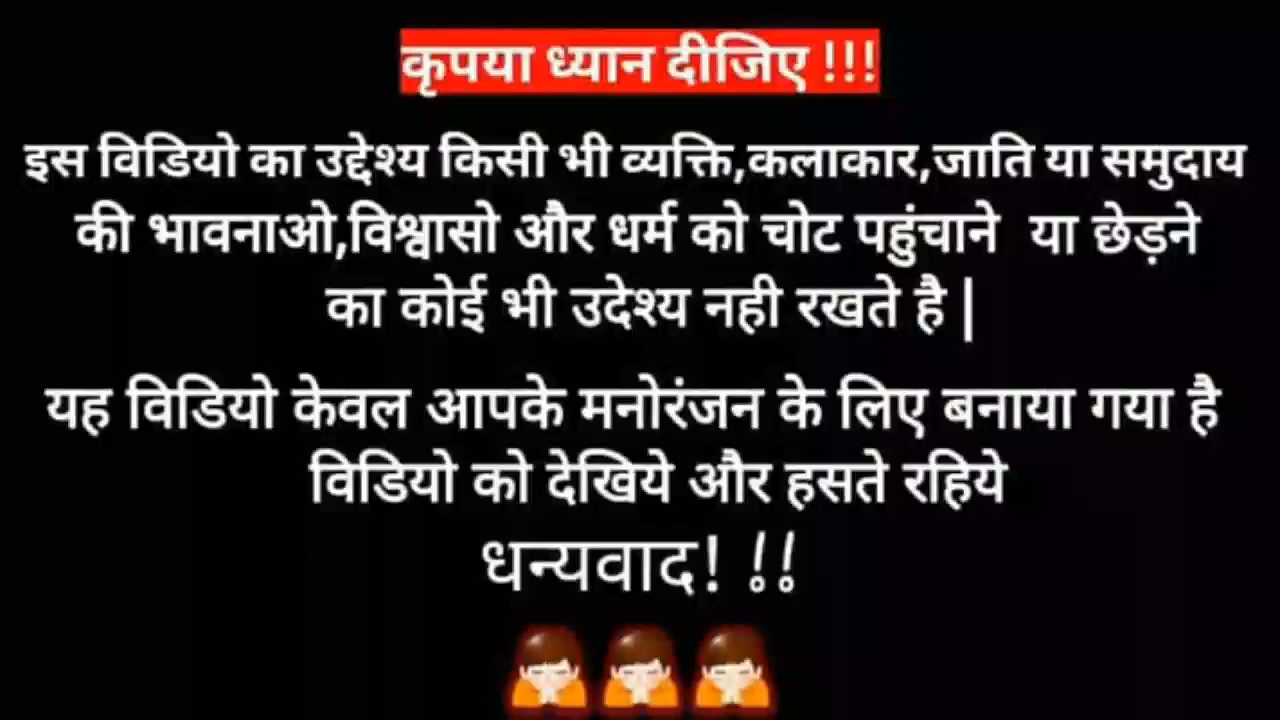 कृपया ध्यान दीजिए !!!
इस विडियो का उद्देश्य किसी भी व्यक्ति,कलाकार,जाति या समुदाय
की भावनाओ,विश्वासो और धर्म को चोट पहुंचाने या छेड़ने
का कोई भी उदेश्य नही रखते है |
यह विडियो केवल आपके मनोरंजन के लिए बनाया गया है
विडियो को देखिये और हसते रहिये
धन्यवाद! !!